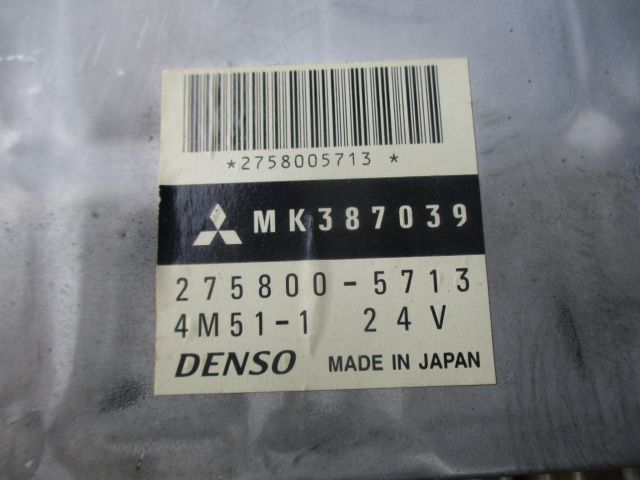 *2758005713 *
MK387039
275800-5713
4M51-1 24V
DENSO MADE IN JAPAN